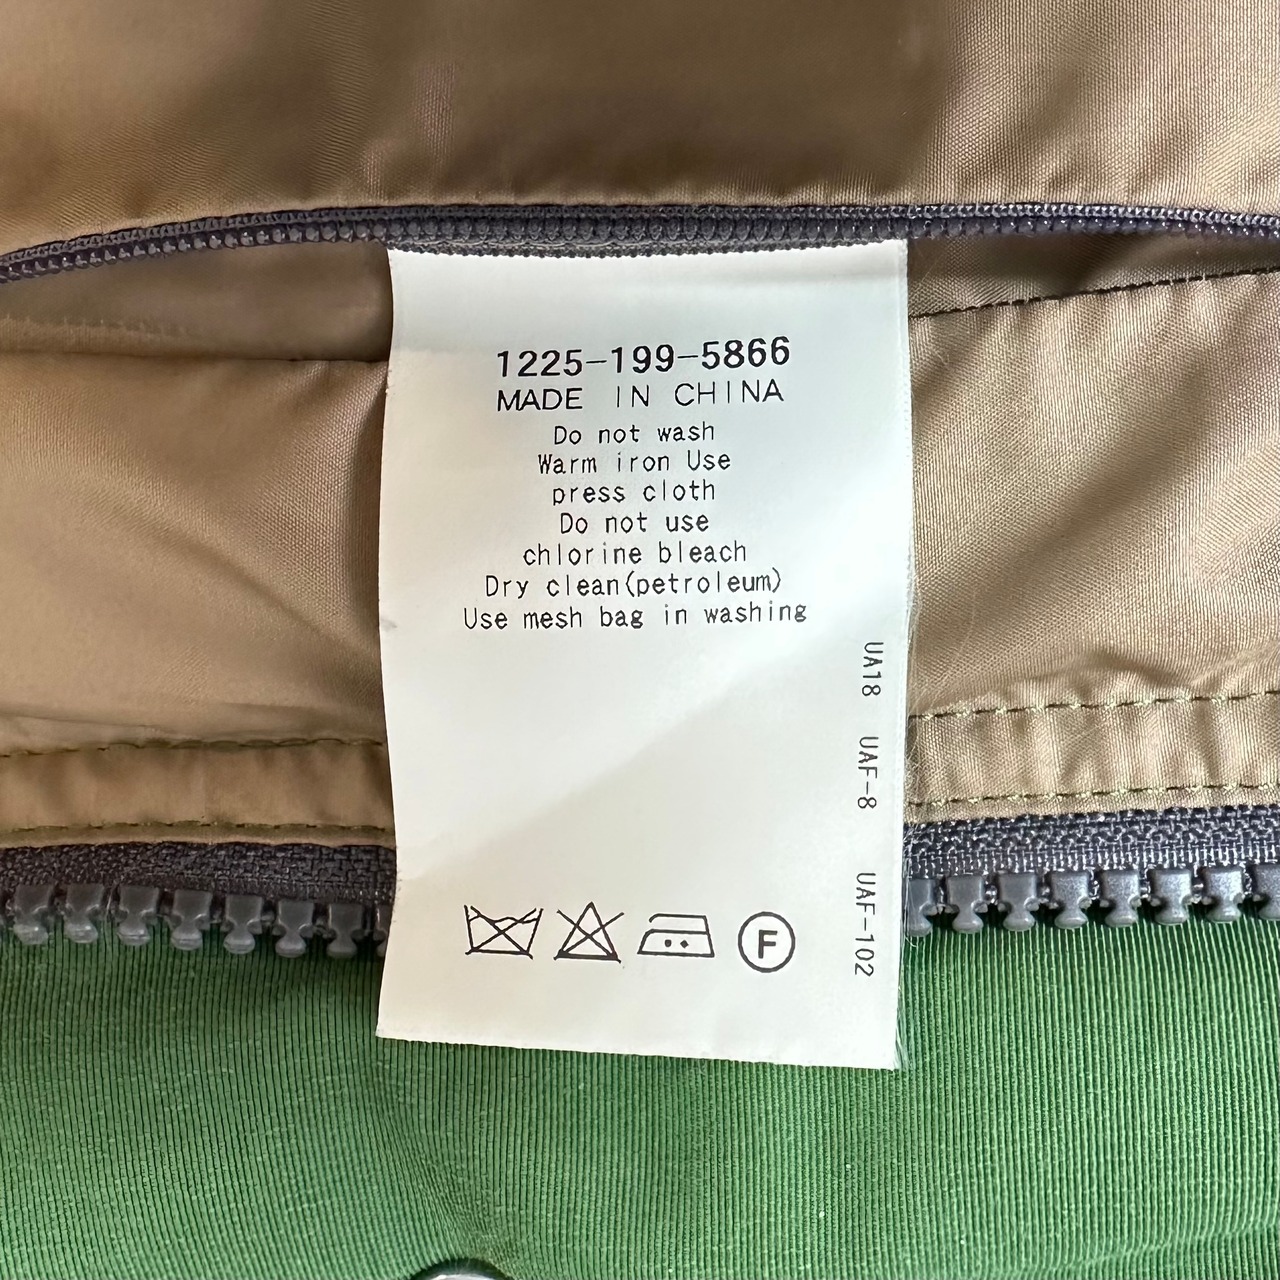 1225-199-5866
MADE IN CHINA
Do not wash
Warm iron Use
press cloth
Do not use
chlorine bleach
Dry clean(petroleum)
Use mesh bag in washing
UA18 UAF-8 UAF-102
F